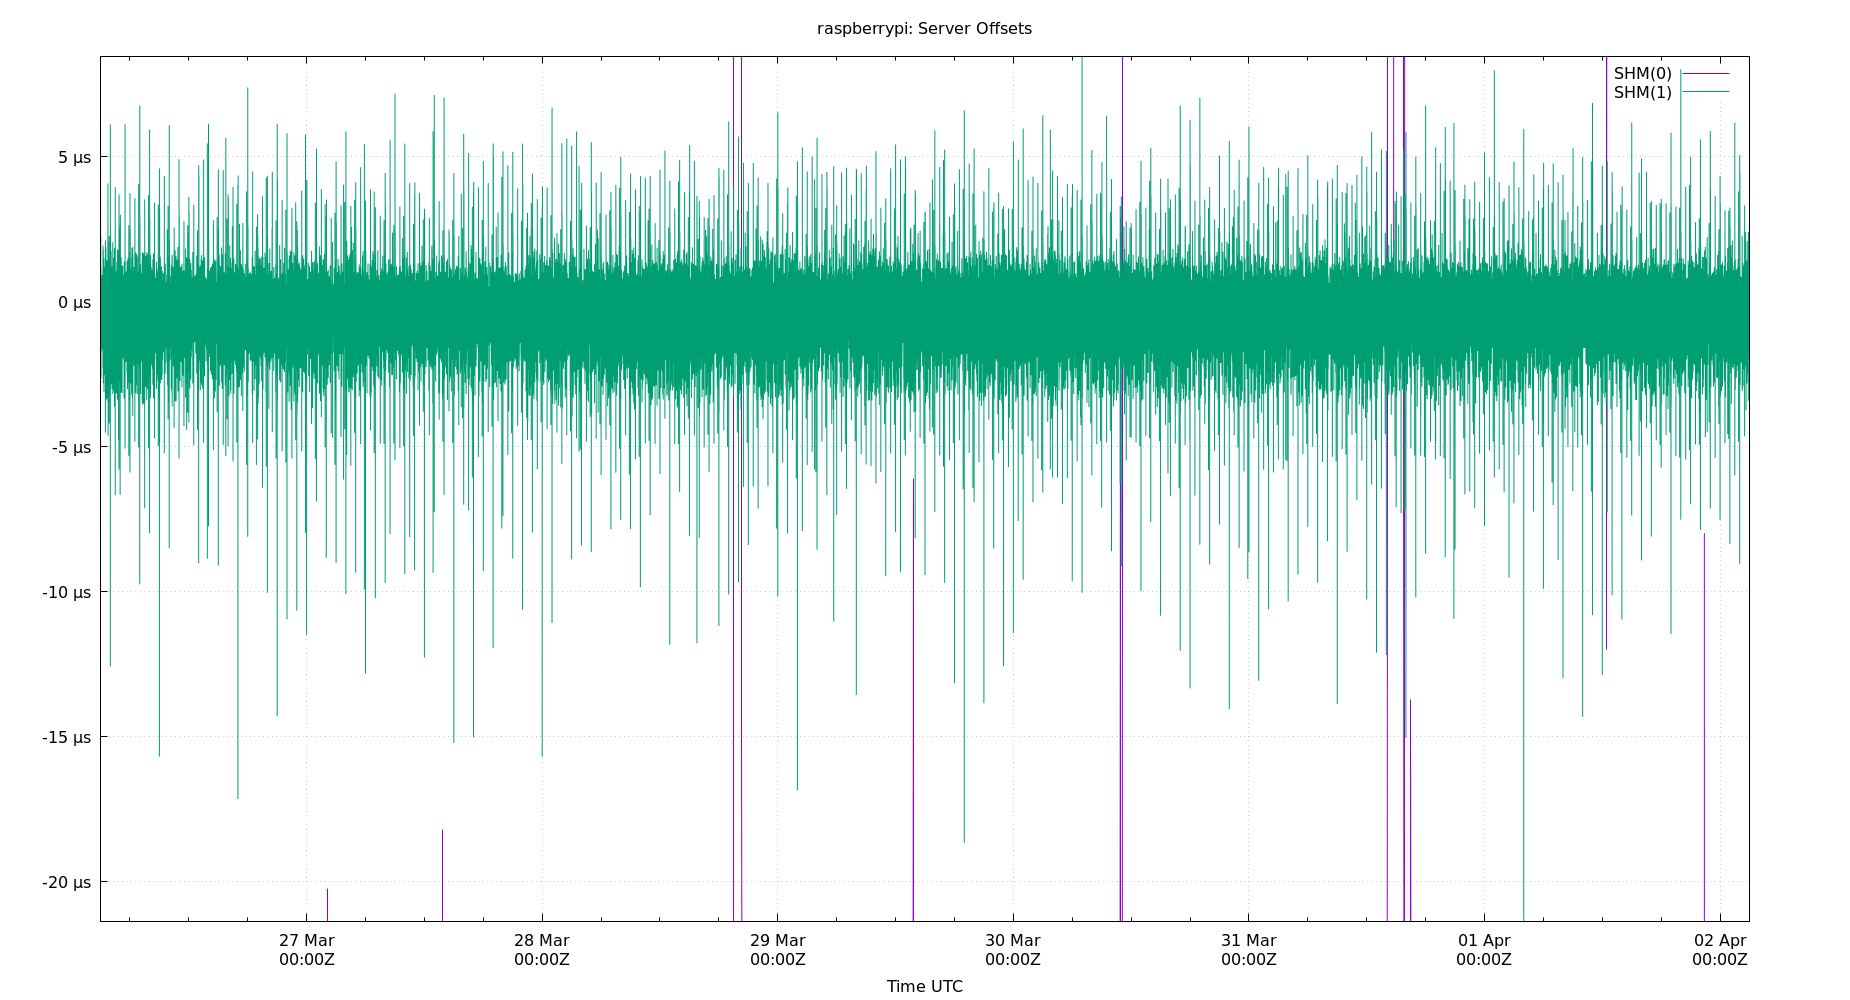 raspberrypi: Server Offsets
SHM(0)
SHM(1)
5 µs
0 µs
-5 µs
-10 µs
-15 µs
-20 µs
27 Mar
00:00Z
28 Mar
00:00Z
29 Mar
00:00Z
30 Mar
00:00Z
31 Mar
00:00Z
01 Apr
00:00Z
02 Apr
00:00Z
Time UTC